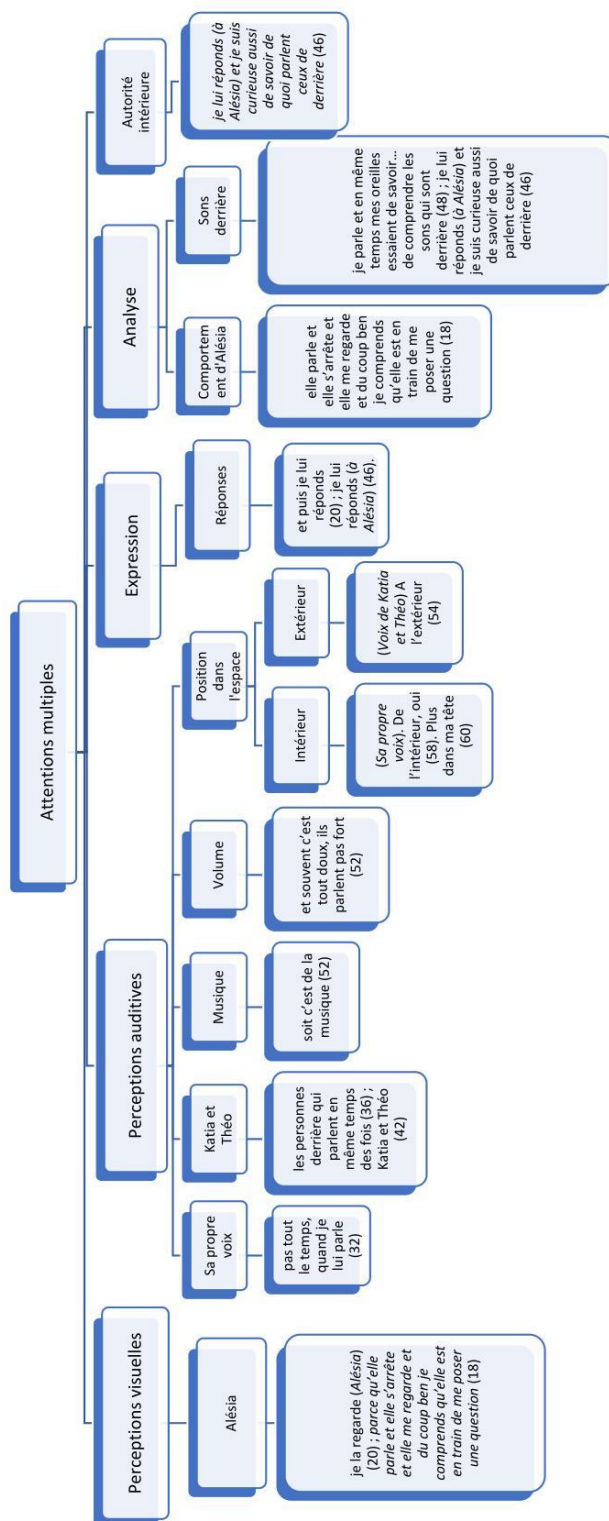 Attentions multiples
Perceptions visuelles
Alésia
je la regarde (Alésia)
(20) ; parce qu'elle
parle et elle s'arrête
et elle me regarde et
du coup ben je
comprends qu'elle est
en train de me poser
une question (18)
Perceptions auditives
Sa propre
voix
pas tout
le temps,
quand je
lui parle
(32)
Katia et
Théo
les personnes
derrière qui
parlent en
même temps
des fois (36) ;
Katia et Théo
(42)
Musique
soit c'est de la
musique (52)
Volume
et souvent c'est
tout doux, ils
parlent pas fort
(52)
Position
dans
l'espace
Intérieur
(Sa propre
voix). De
l'intérieur, oui
(58). Plus
dans ma tête
(60)
Extérieur
(Voix de Katia
et Théo) A
l'extérieur
(54)
Expression
Réponses
et puis je lui
réponds
(20) ; je lui
réponds (à
Alésia) (46).
Analyse
Comportem
ent d'Alésia
elle parle et
elle s'arrête et
elle me regarde
et du coup ben
je comprends
qu'elle est en
train de me
poser une
question (18)
Sons
derrière
je parle et en même
temps mes oreilles
essaient de savoir...
de comprendre les
sons qui sont
derrière (48) ; je lui
réponds (à Alésia) et
je suis curieuse aussi
de savoir de quoi
parlent ceux de
derrière (46)
Autorité
intérieure
je lui réponds (à
Alésia) et je suis
curieuse aussi
de savoir de
quoi parlent
ceux de
derrière (46)